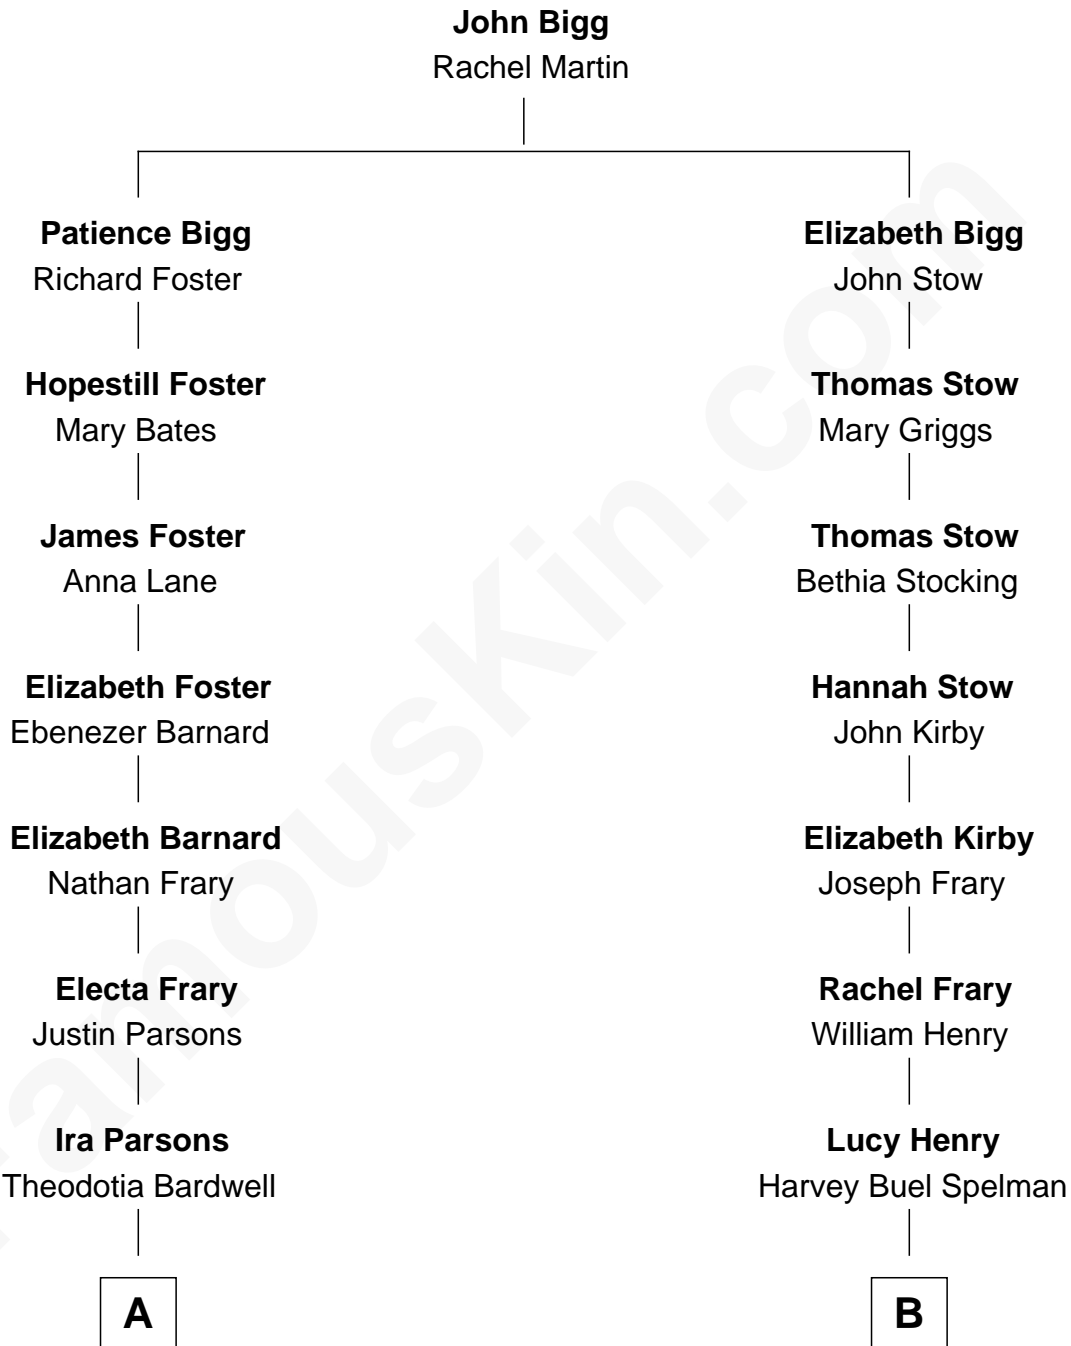 John Bigg
Rachel Martin
Patience Bigg
Richard Foster
Elizabeth Bigg
John Stow
Hopestill Foster
Mary Bates
Thomas Stow
Mary Griggs
James Foster
Anna Lane
Thomas Stow
Bethia Stocking
Elizabeth Foster
Ebenezer Barnard
Hannah Stow
John Kirby
Elizabeth Barnard
Nathan Frary
Elizabeth Kirby
Joseph Frary
Electa Frary
Justin Parsons
Rachel Frary
William Henry
Ira Parsons
Theodotia Bardwell
Lucy Henry
Harvey Buel Spelman
A
B
FamousKin.com